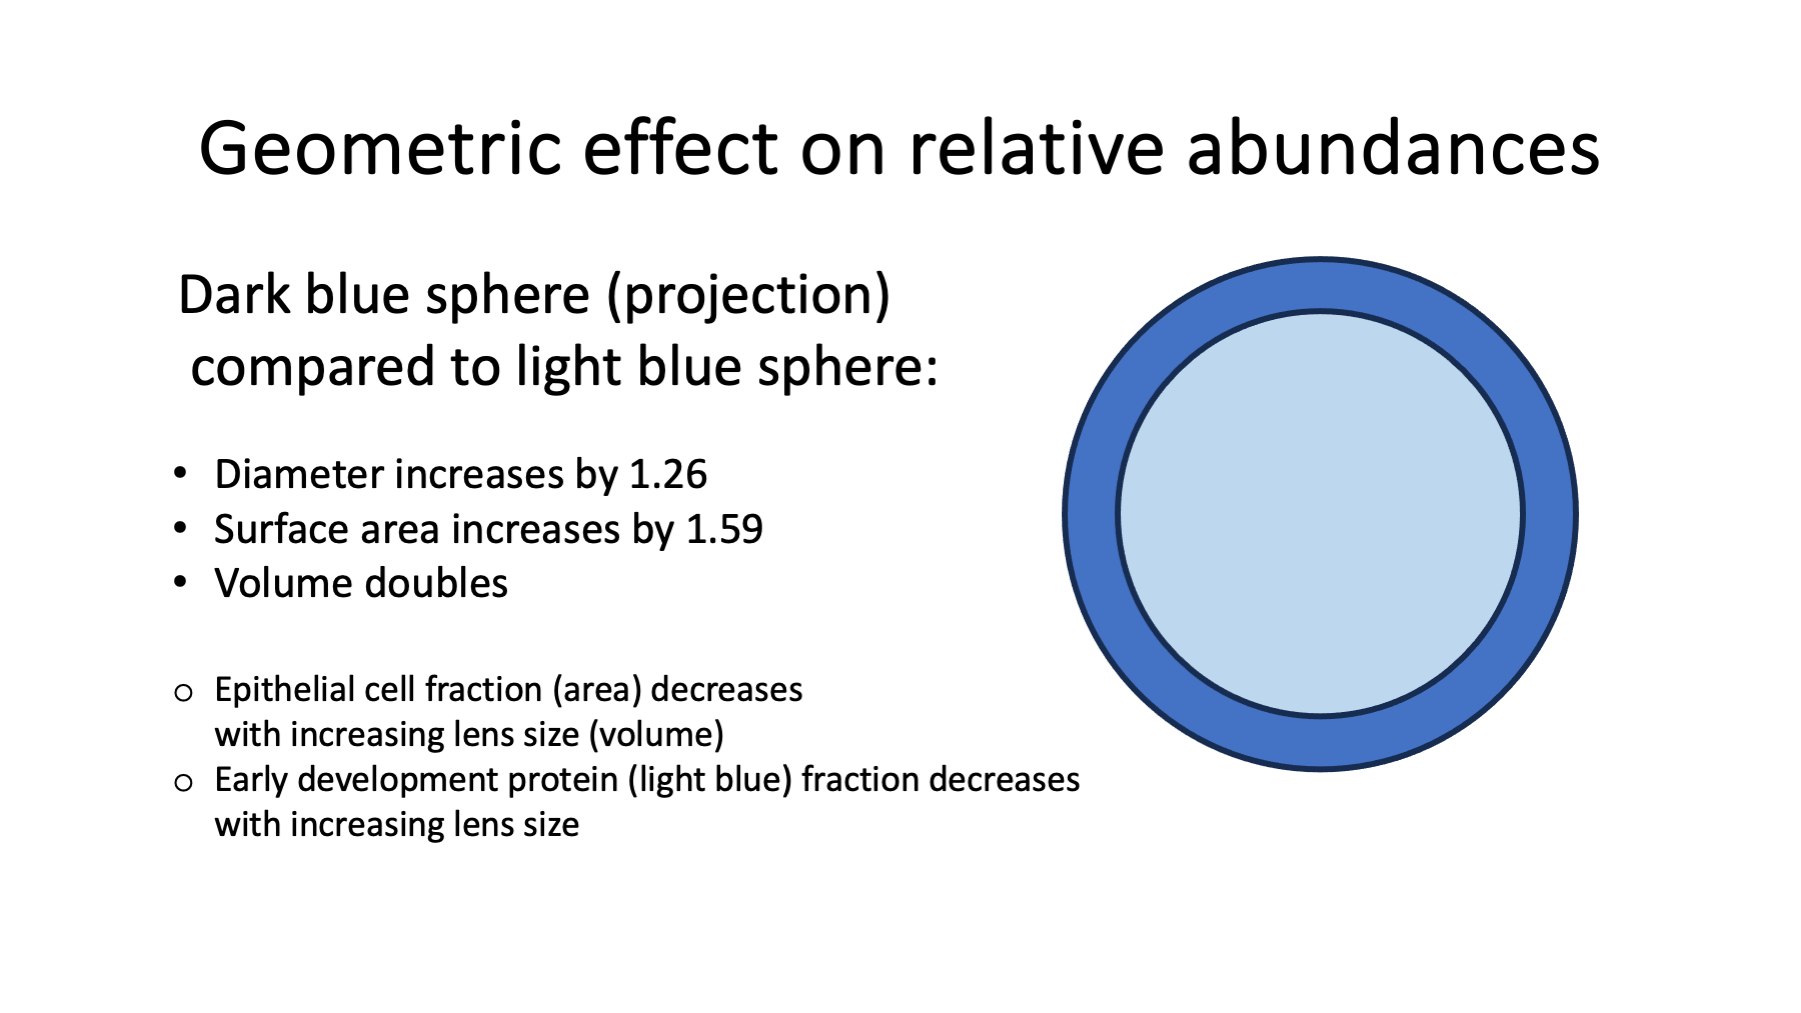 Geometric effect on relative abundances
Dark blue sphere (projection)
compared to light blue sphere:
• Diameter increases by 1.26
• Surface area increases by 1.59
• Volume doubles
o Epithelial cell fraction (area) decreases
with increasing lens size (volume)
o Early development protein (light blue) fraction decreases
with increasing lens size